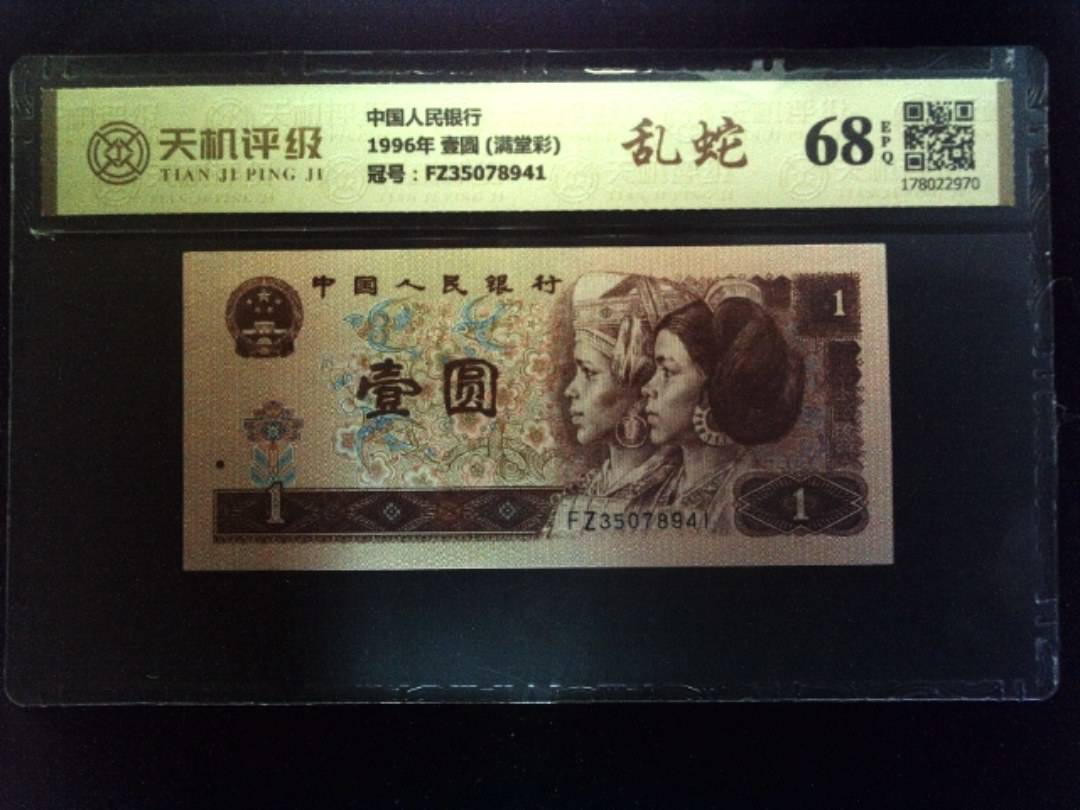 天机评级
TIAN JI PING JI
中国人民银行
1996年 壹圆 (满堂彩)
冠号：FZ35078941
乱蛇
68
EPQ
178022970
中国人民银行
1
壹圆
1
FZ35078941
1